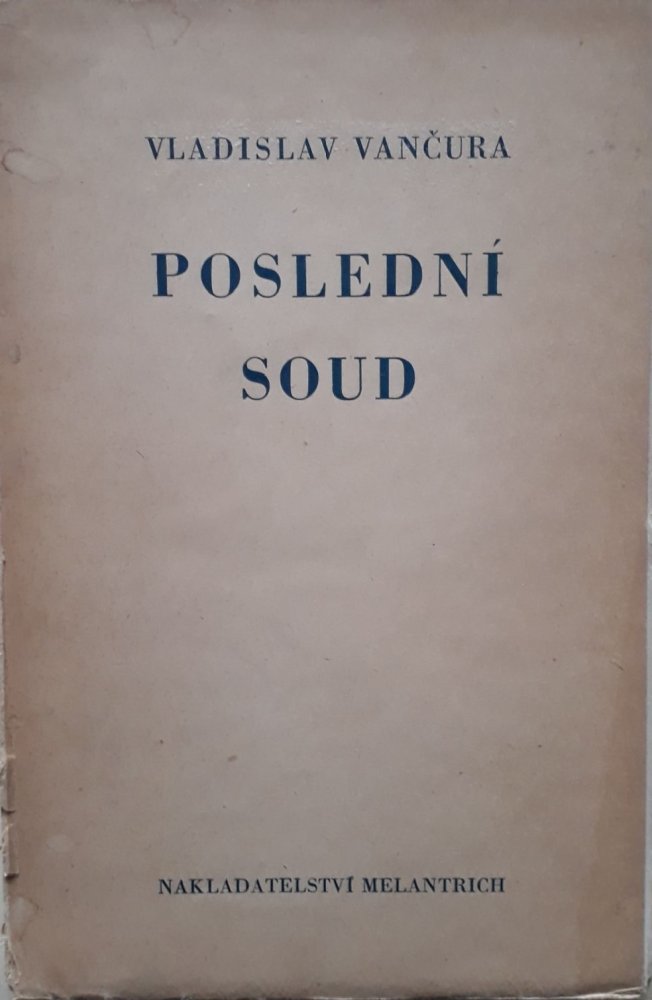 VLADISLAV VANČURA
POSLEDNÍ
SOUD
NAKLADATELSTVÍ MELANTRICH